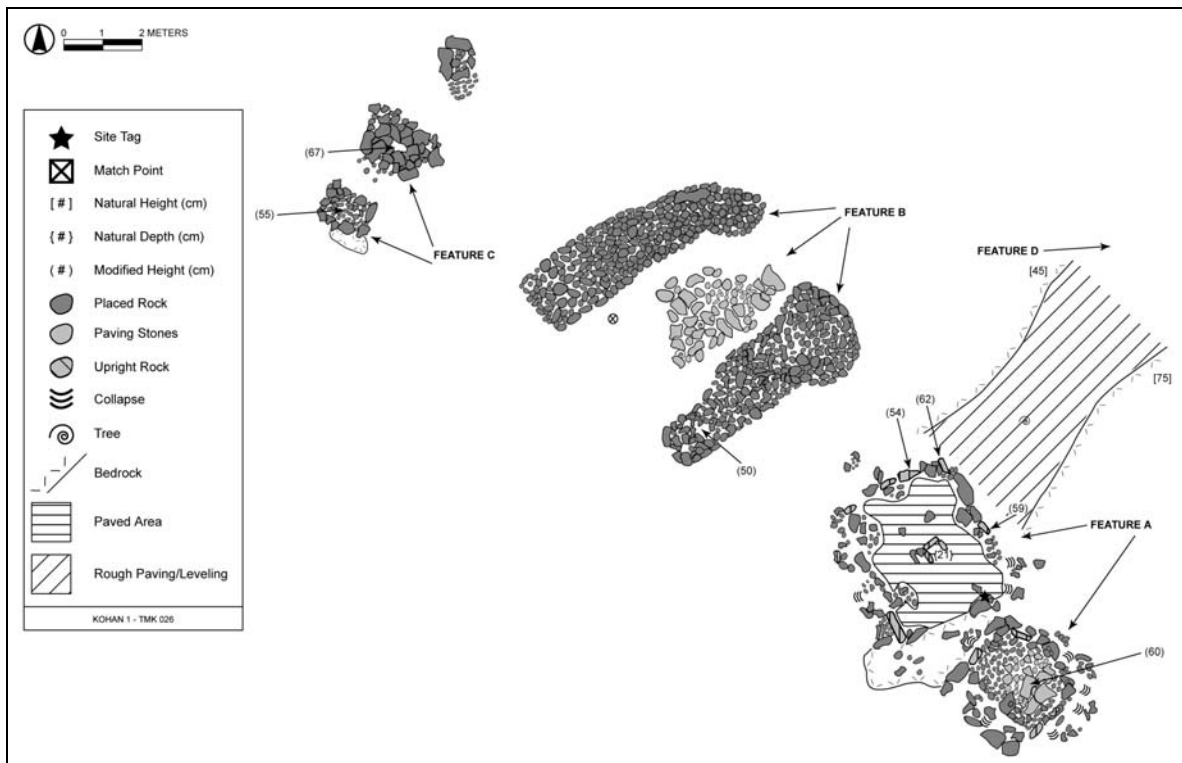 0 1 2 METERS
Site Tag
Match Point
[ # ] Natural Height (cm)
{ # } Natural Depth (cm)
( # ) Modified Height (cm)
Placed Rock
Paving Stones
Upright Rock
Collapse
Tree
Bedrock
Paved Area
Rough Paving/Leveling
KOHAN 1 - TMK 026
(67)
(55)
FEATURE C
FEATURE B
FEATURE D
[45]
[75]
(62)
(54)
(50)
(59)
FEATURE A
{21}
(60)